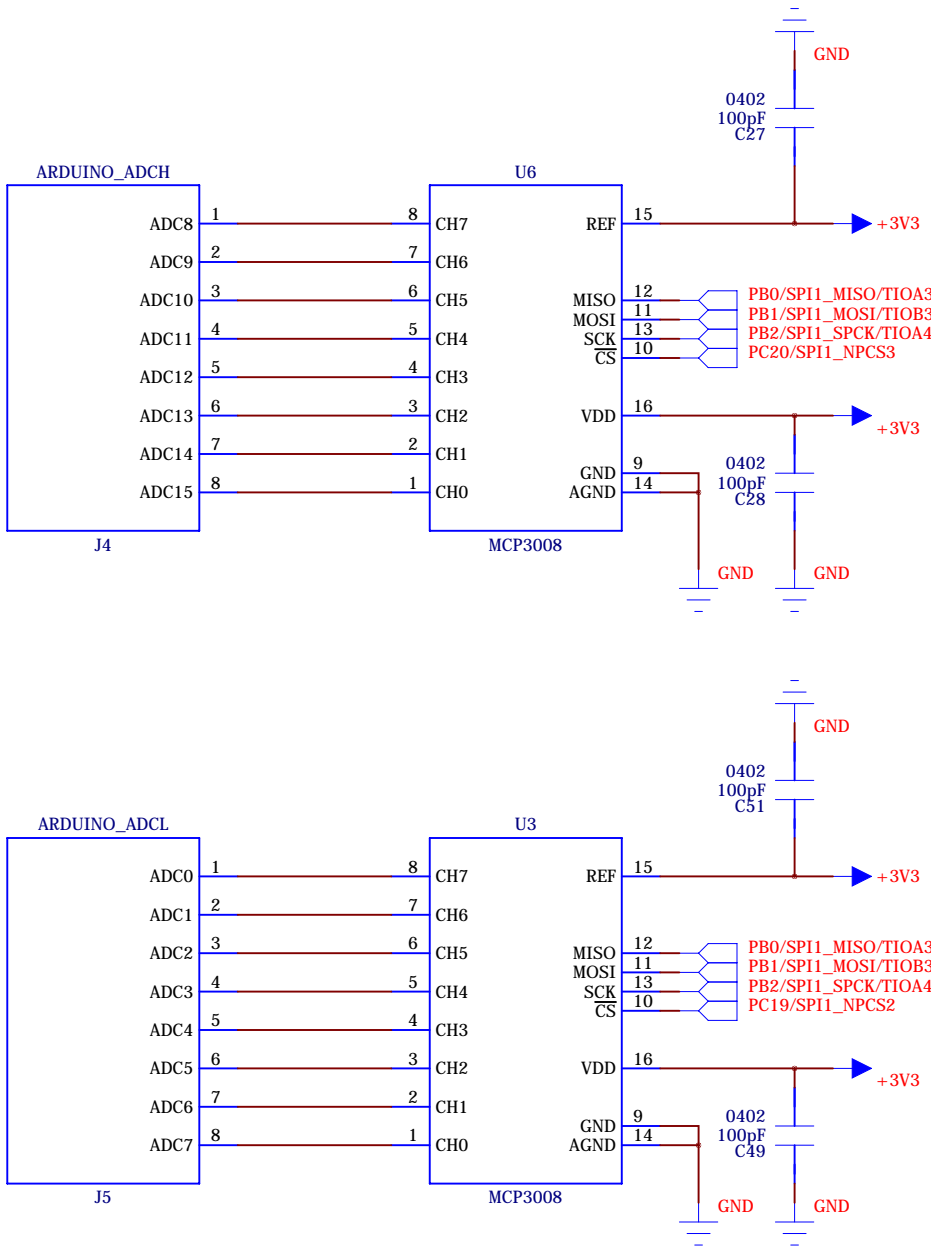 GND
0402
100pF
C27
ARDUINO_ADCH
U6
ADC8 1 8 CH7 REF 15 +3V3
ADC9 2 7 CH6
ADC10 3 6 CH5 MISO 12 PB0/SPI1_MISO/TIOA3
MOSI 11 PB1/SPI1_MOSI/TIOB3
ADC11 4 5 CH4 SCK 13 PB2/SPI1_SPCK/TIOA4
CS 10 PC20/SPI1_NPCS3
ADC12 5 4 CH3
ADC13 6 3 CH2 VDD 16 +3V3
ADC14 7 2 CH1
GND 9
ADC15 8 1 CH0 AGND 14
0402
100pF
C28
J4
MCP3008
GND
GND
GND
0402
100pF
C51
ARDUINO_ADCL
U3
ADC0 1 8 CH7 REF 15 +3V3
ADC1 2 7 CH6
ADC2 3 6 CH5 MISO 12 PB0/SPI1_MISO/TIOA3
MOSI 11 PB1/SPI1_MOSI/TIOB3
ADC3 4 5 CH4 SCK 13 PB2/SPI1_SPCK/TIOA4
CS 10 PC19/SPI1_NPCS2
ADC4 5 4 CH3
ADC5 6 3 CH2 VDD 16 +3V3
ADC6 7 2 CH1
GND 9
ADC7 8 1 CH0 AGND 14
0402
100pF
C49
J5
MCP3008
GND
GND